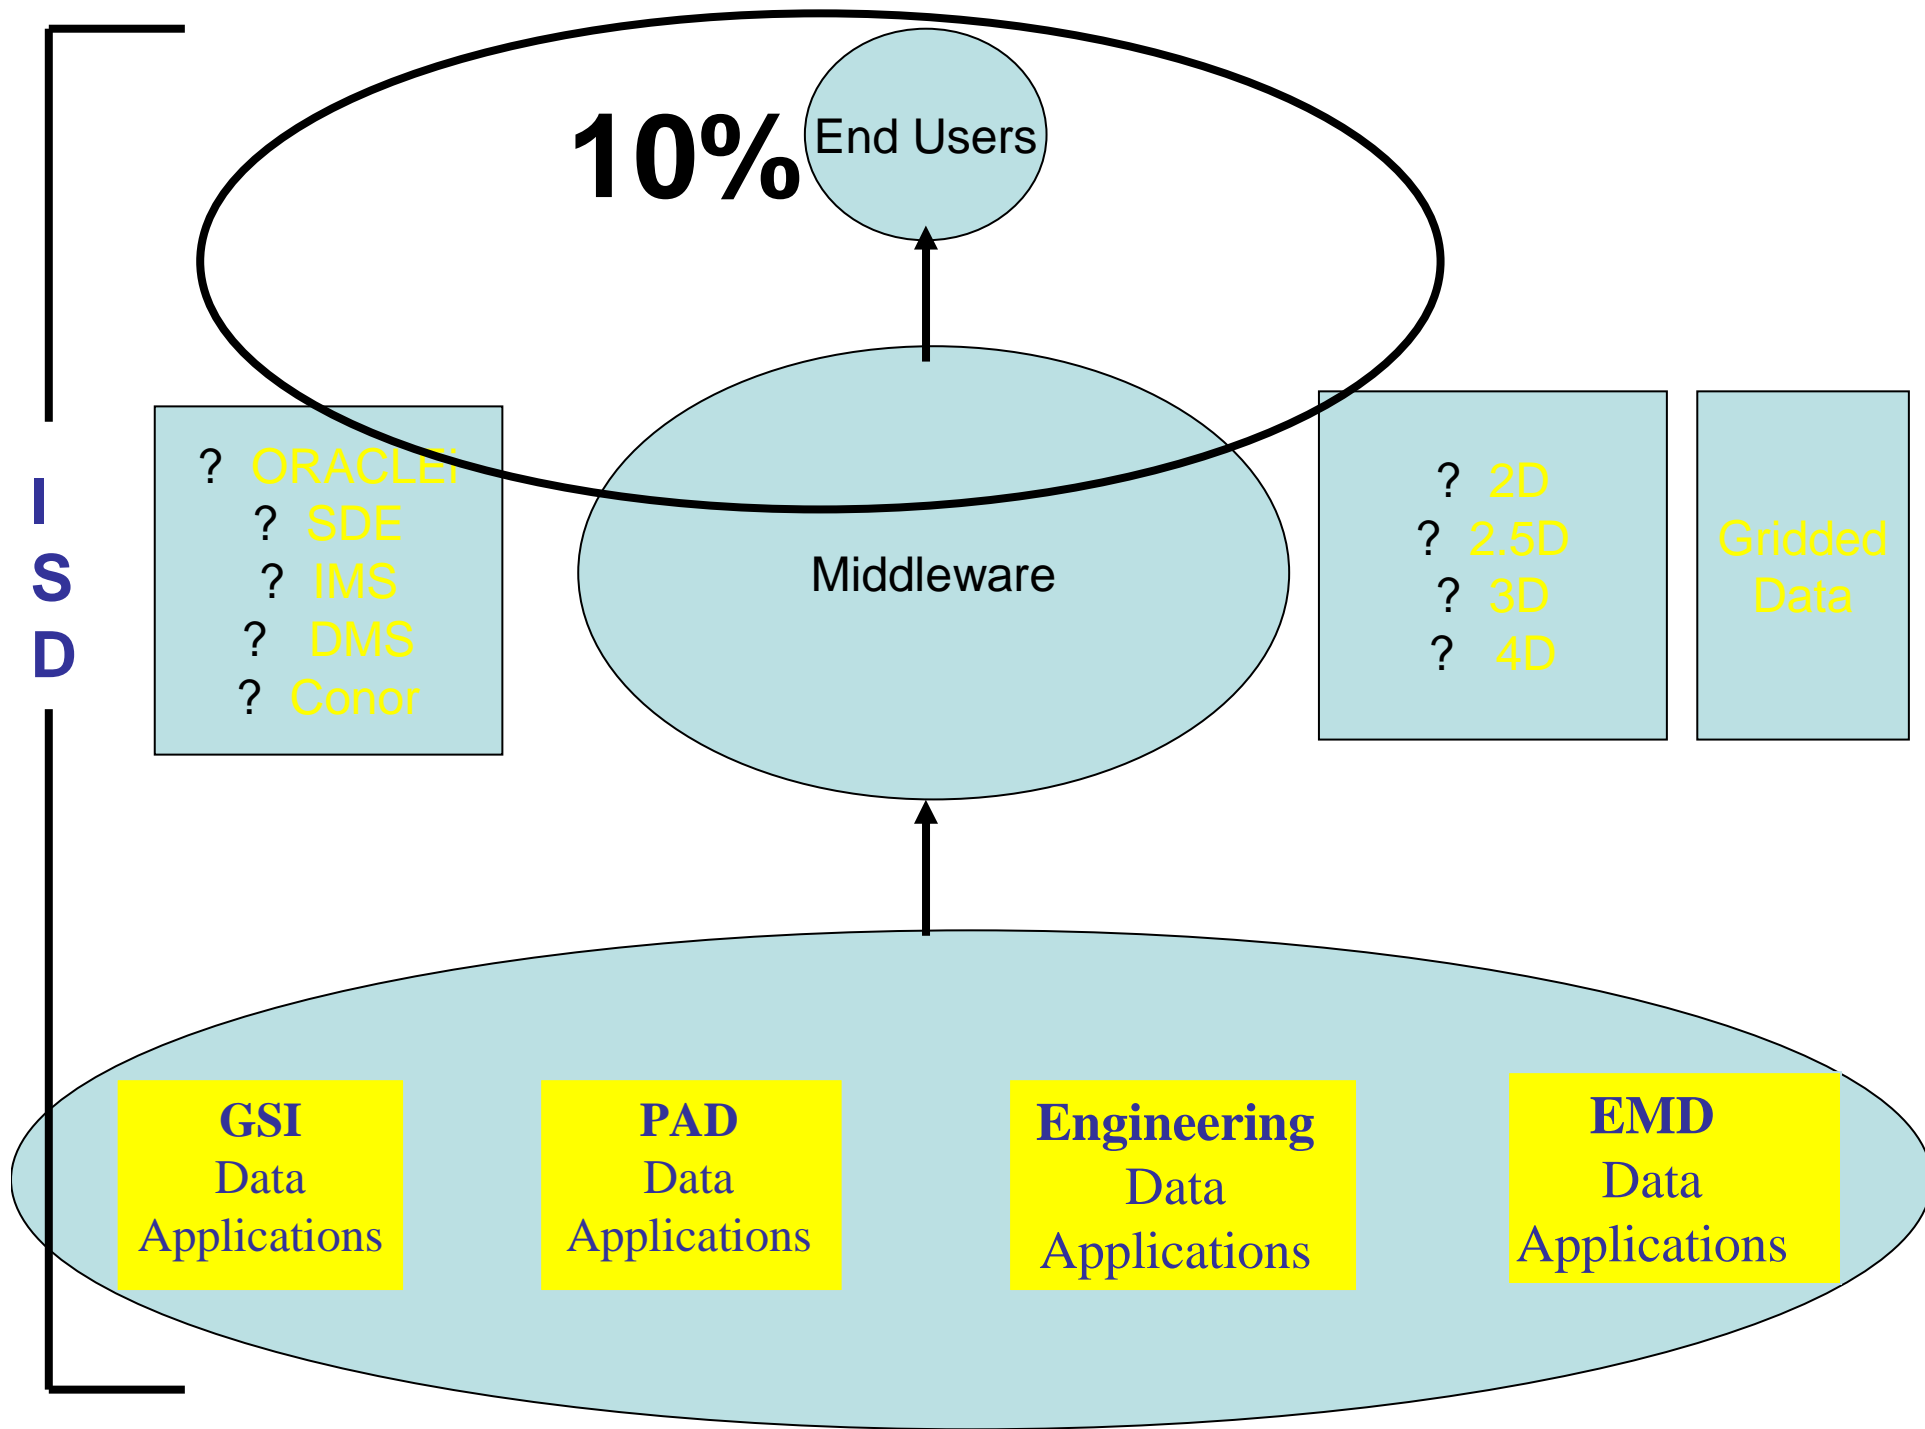 10%
End Users
I
S
D
? ORACLEi
? SDE
? IMS
? DMS
? Conor
Middleware
? 2D
? 2.5D
? 3D
? 4D
Gridded
Data
GSI
Data
Applications
PAD
Data
Applications
Engineering
Data
Applications
EMD
Data
Applications